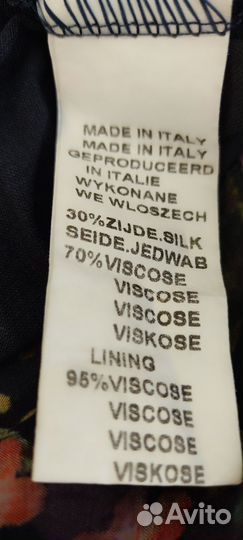 MADE IN ITALY
MADE IN ITALY
GEPRODUCEERD
IN ITALIE
WYKONANE
WE WLOSZECH
30%ZIJDE.SILK
SEIDE.JEDWAB
70%VISCOSE
VISCOSE
VISCOSE
VISKOSE
LINING
95%VISCOSE
VISCOSE
VISCOSE
VISKOSE
Avito